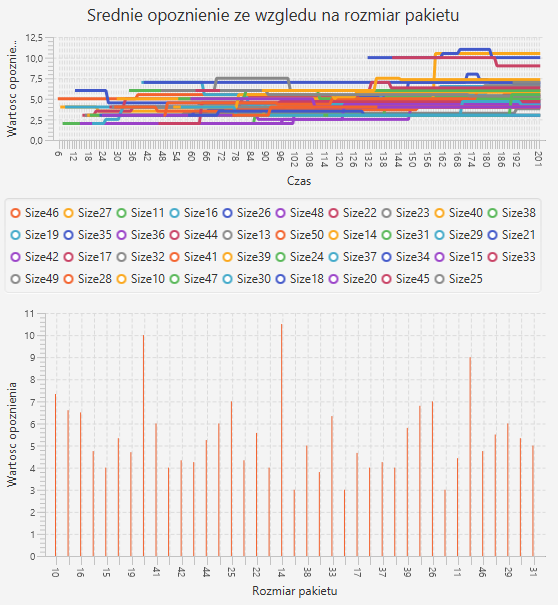 Srednie opoznienie ze wzgledu na rozmiar pakietu
Wartosc opoznie...
12,5
10,0
7,5
5,0
2,5
0,0
6 12 18 24 30 36 42 48 54 60 66 72 78 84 90 96 102 108 114 120 126 132 138 144 150 156 162 168 174 180 186 192 201
Czas
Size46 Size27 Size11 Size16 Size26 Size48 Size22 Size23 Size40 Size38
Size19 Size35 Size36 Size44 Size13 Size50 Size14 Size31 Size29 Size21
Size42 Size17 Size32 Size41 Size39 Size24 Size37 Size34 Size15 Size33
Size49 Size28 Size10 Size47 Size30 Size18 Size20 Size45 Size25
Wartosc opoznienia
11
10
9
8
7
6
5
4
3
2
1
0
10 16 15 19 41 42 44 25 22 14 38 33 17 37 39 26 11 46 29 31
Rozmiar pakietu